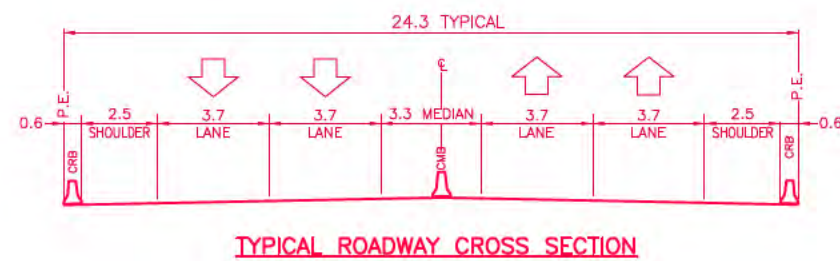 24.3 TYPICAL
℄
P.E. P.E.
0.6 2.5 3.7 3.7 3.3 MEDIAN 3.7 3.7 2.5 0.6
SHOULDER LANE LANE LANE LANE SHOULDER
CRB CMB CRB
TYPICAL ROADWAY CROSS SECTION